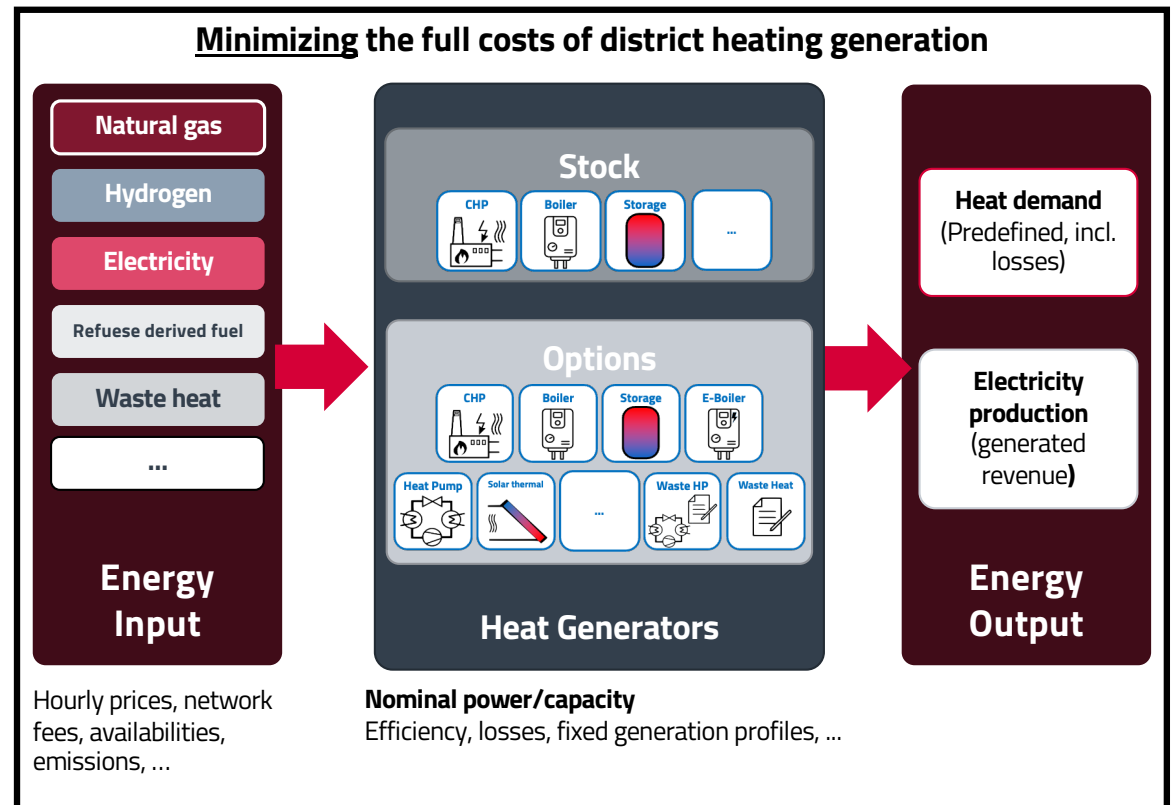 Minimizing the full costs of district heating generation
Natural gas
Hydrogen
Electricity
Refuese derived fuel
Waste heat
...
Energy
Input
Hourly prices, network
fees, availabilities,
emissions, ...
Stock
CHP
Boiler
Storage
...
Options
CHP
Boiler
Storage
E-Boiler
Heat Pump
Solar thermal
...
Waste HP
Waste Heat
Heat Generators
Nominal power/capacity
Efficiency, losses, fixed generation profiles, ...
Heat demand
(Predefined, incl.
losses)
Electricity
production
(generated
revenue)
Energy
Output